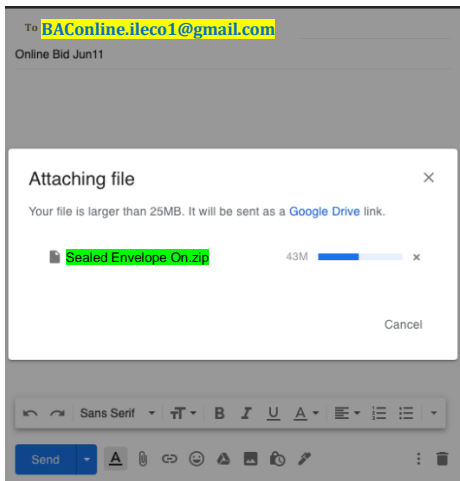 To BAConline.ileco1@gmail.com
Online Bid Jun11
Attaching file
Your file is larger than 25MB. It will be sent as a Google Drive link.
Sealed Envelope On.zip 43M
Cancel
Sans Serif B I U A
Send A